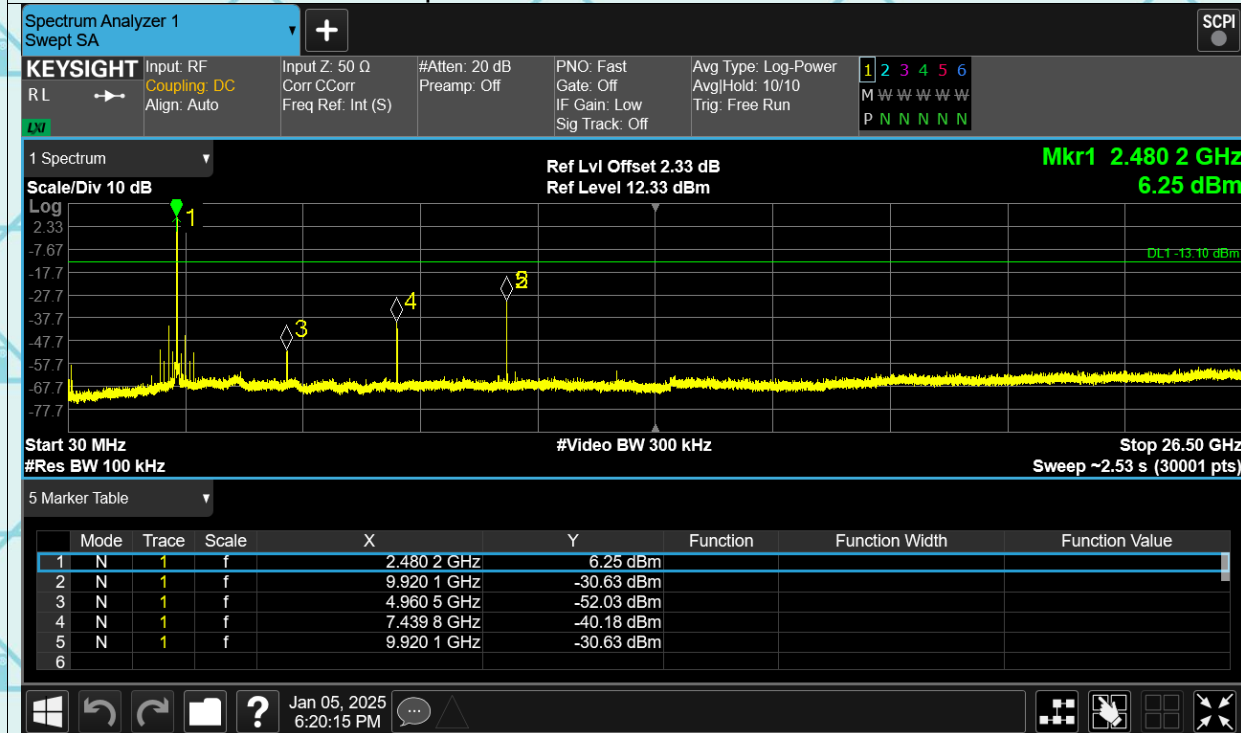 Spectrum Analyzer 1
Swept SA
SCPI
KEYSIGHT
RL
LXI
Input: RF
Coupling: DC
Align: Auto
Input Z: 50 Ω
Corr CCorr
Freq Ref: Int (S)
#Atten: 20 dB
Preamp: Off
PNO: Fast
Gate: Off
IF Gain: Low
Sig Track: Off
Avg Type: Log-Power
Avg|Hold: 10/10
Trig: Free Run
1 2 3 4 5 6
M W W W W W W
P N N N N N N
1 Spectrum
Scale/Div 10 dB
Ref Lvl Offset 2.33 dB
Ref Level 12.33 dBm
Mkr1 2.480 2 GHz
6.25 dBm
Log
2.33
-7.67
-17.7
-27.7
-37.7
-47.7
-57.7
-67.7
-77.7
1
3
4
DL1 -13.10 dBm
Start 30 MHz
#Video BW 300 kHz
Stop 26.50 GHz
#Res BW 100 kHz
Sweep ~2.53 s (30001 pts)
5 Marker Table
Mode Trace Scale X Y Function Function Width Function Value
1 N 1 f 2.480 2 GHz 6.25 dBm
2 N 1 f 9.920 1 GHz -30.63 dBm
3 N 1 f 4.960 5 GHz -52.03 dBm
4 N 1 f 7.439 8 GHz -40.18 dBm
5 N 1 f 9.920 1 GHz -30.63 dBm
6
?
Jan 05, 2025
6:20:15 PM